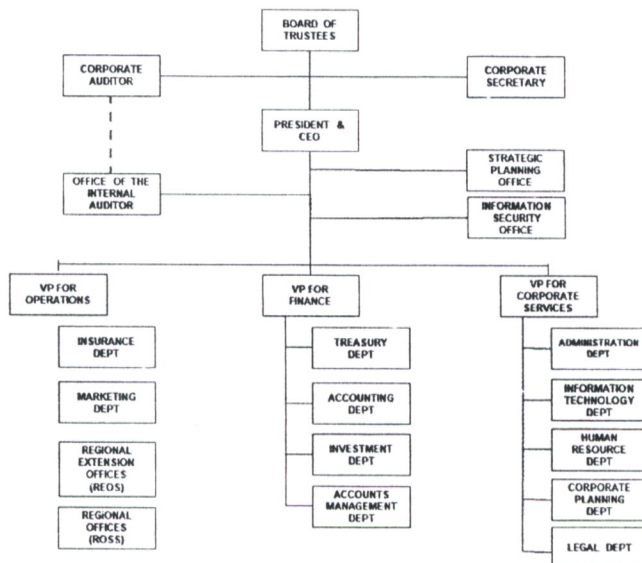 BOARD OF
TRUSTEES
CORPORATE
AUDITOR
CORPORATE
SECRETARY
PRESIDENT &
CEO
STRATEGIC
PLANNING
OFFICE
OFFICE OF THE
INTERNAL
AUDITOR
INFORMATION
SECURITY
OFFICE
VP FOR
OPERATIONS
VP FOR
FINANCE
VP FOR
CORPORATE
SERVICES
INSURANCE
DEPT
MARKETING
DEPT
REGIONAL
EXTENSION
OFFICES
(REOS)
REGIONAL
OFFICES
(ROSS)
TREASURY
DEPT
ACCOUNTING
DEPT
INVESTMENT
DEPT
ACCOUNTS
MANAGEMENT
DEPT
ADMINISTRATION
DEPT
INFORMATION
TECHNOLOGY
DEPT
HUMAN
RESOURCE
DEPT
CORPORATE
PLANNING
DEPT
LEGAL DEPT